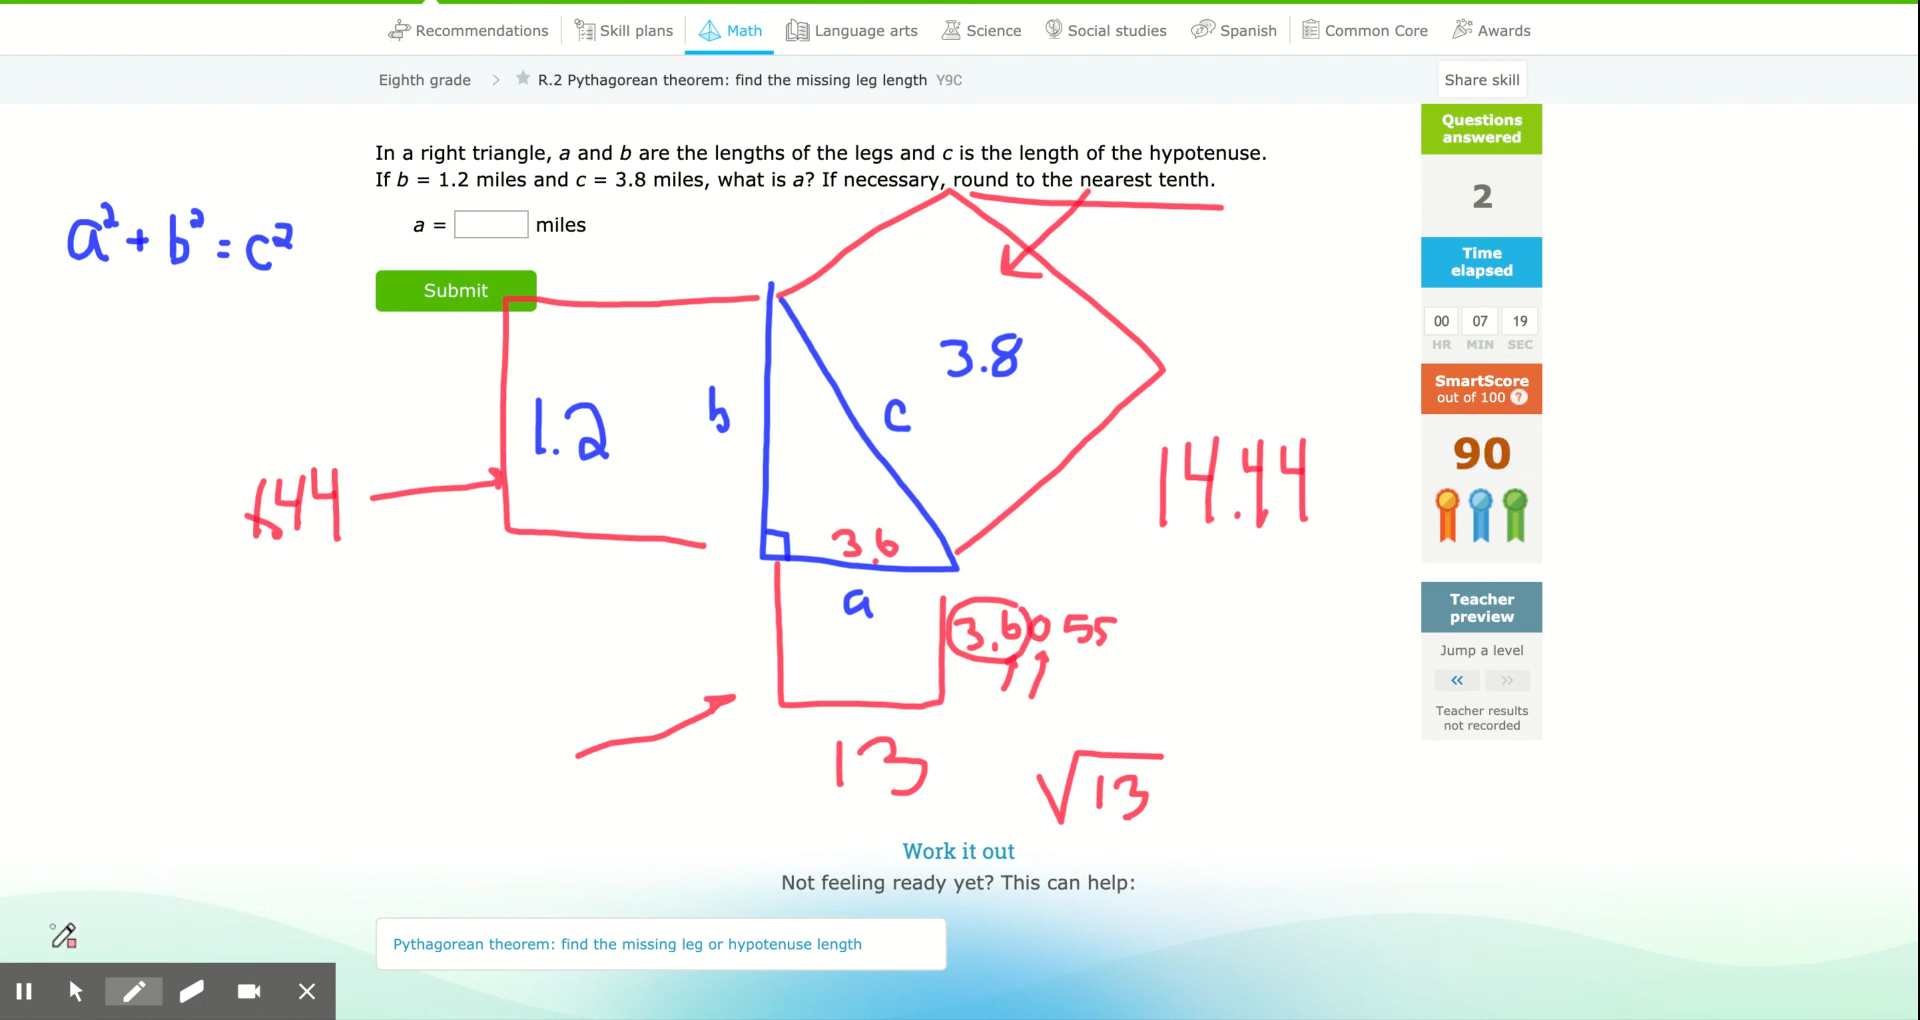 Recommendations Skill plans Math Language arts Science Social studies Spanish Common Core Awards
Eighth grade > R.2 Pythagorean theorem: find the missing leg length Y9C
Share skill
Questions answered
2
Time elapsed
00 07 19
HR MIN SEC
SmartScore
out of 100 ?
90
Teacher preview
Jump a level
« »
Teacher results
not recorded
In a right triangle, a and b are the lengths of the legs and c is the length of the hypotenuse.
If b = 1.2 miles and c = 3.8 miles, what is a? If necessary, round to the nearest tenth.
a = miles
Submit
a² + b² = c²
3.8
1.2
b
c
14.44
3.6
a
3.6055
13
√13
Work it out
Not feeling ready yet? This can help:
Pythagorean theorem: find the missing leg or hypotenuse length